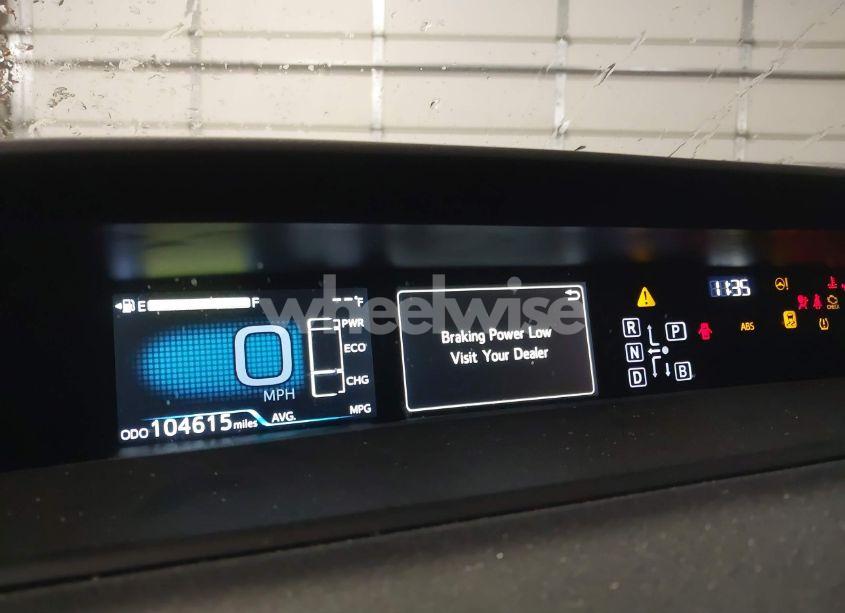 wheelwise
E F
--°F
PWR
ECO
CHG
0
MPH
ODO 104615 miles
AVG.
MPG
Braking Power Low
Visit Your Dealer
11:35
R
P
N
D
B
ABS
CHECK